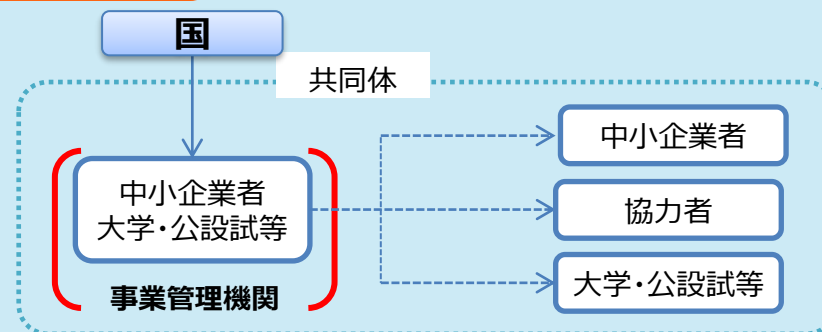 国
共同体
中小企業者
大学・公設試等
事業管理機関
中小企業者
協力者
大学・公設試等